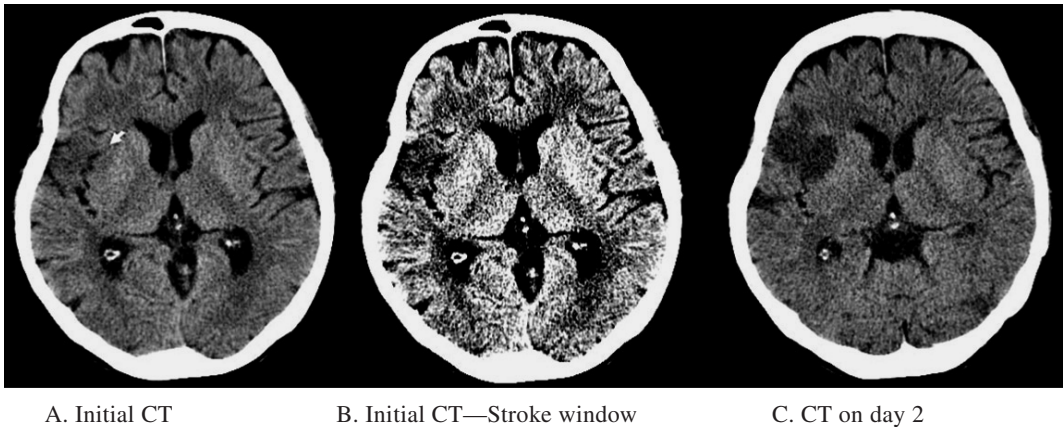 A. Initial CT
B. Initial CT—Stroke window
C. CT on day 2